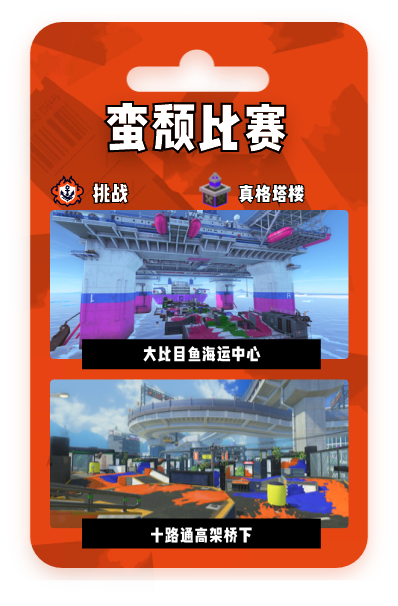 蛮颓比赛
挑战
真格塔楼
大比目鱼海运中心
十路通高架桥下